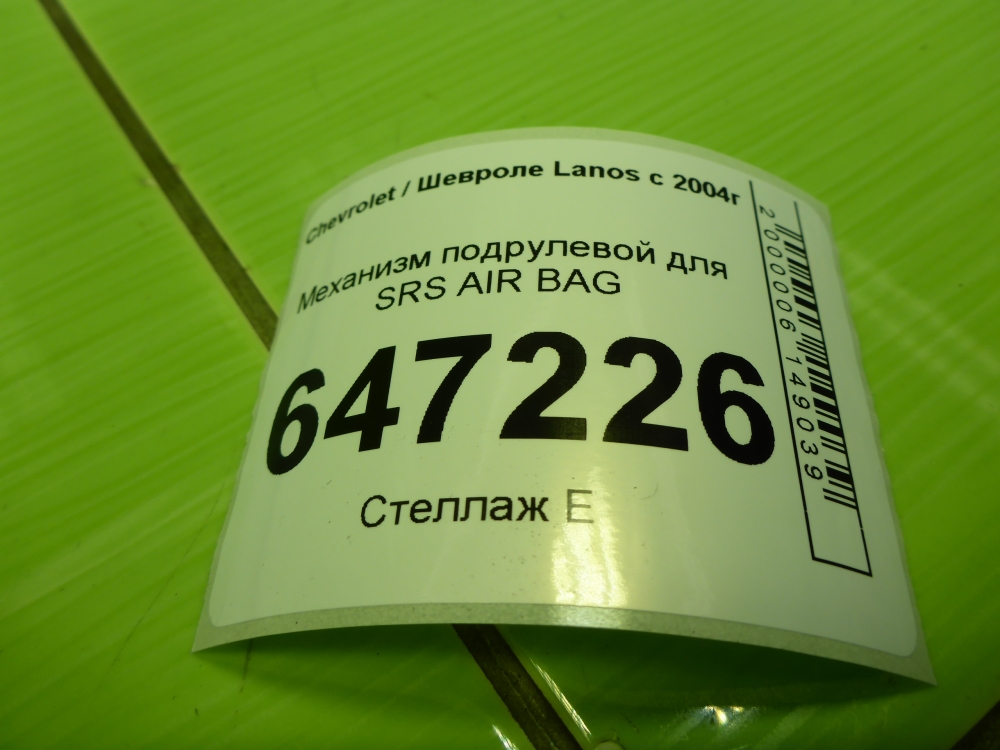 Chevrolet / Шевроле Lanos с 2004г
Механизм подрулевой для
SRS AIR BAG
647226
Стеллаж E
2000006149039